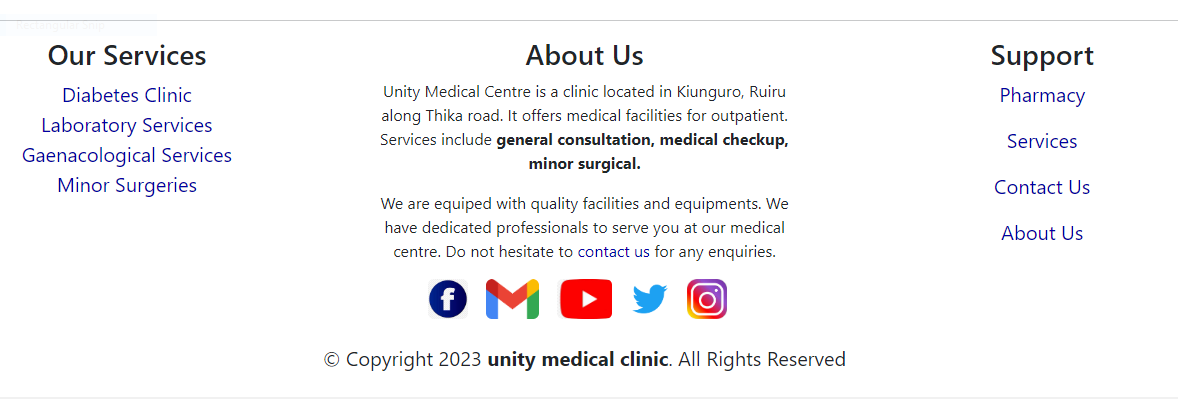 Rectangular Snip
Our Services
Diabetes Clinic
Laboratory Services
Gaenacological Services
Minor Surgeries
About Us
Unity Medical Centre is a clinic located in Kiunguro, Ruiru
along Thika road. It offers medical facilities for outpatient.
Services include general consultation, medical checkup,
minor surgical.
We are equiped with quality facilities and equipments. We
have dedicated professionals to serve you at our medical
centre. Do not hesitate to contact us for any enquiries.
Support
Pharmacy
Services
Contact Us
About Us
© Copyright 2023 unity medical clinic. All Rights Reserved